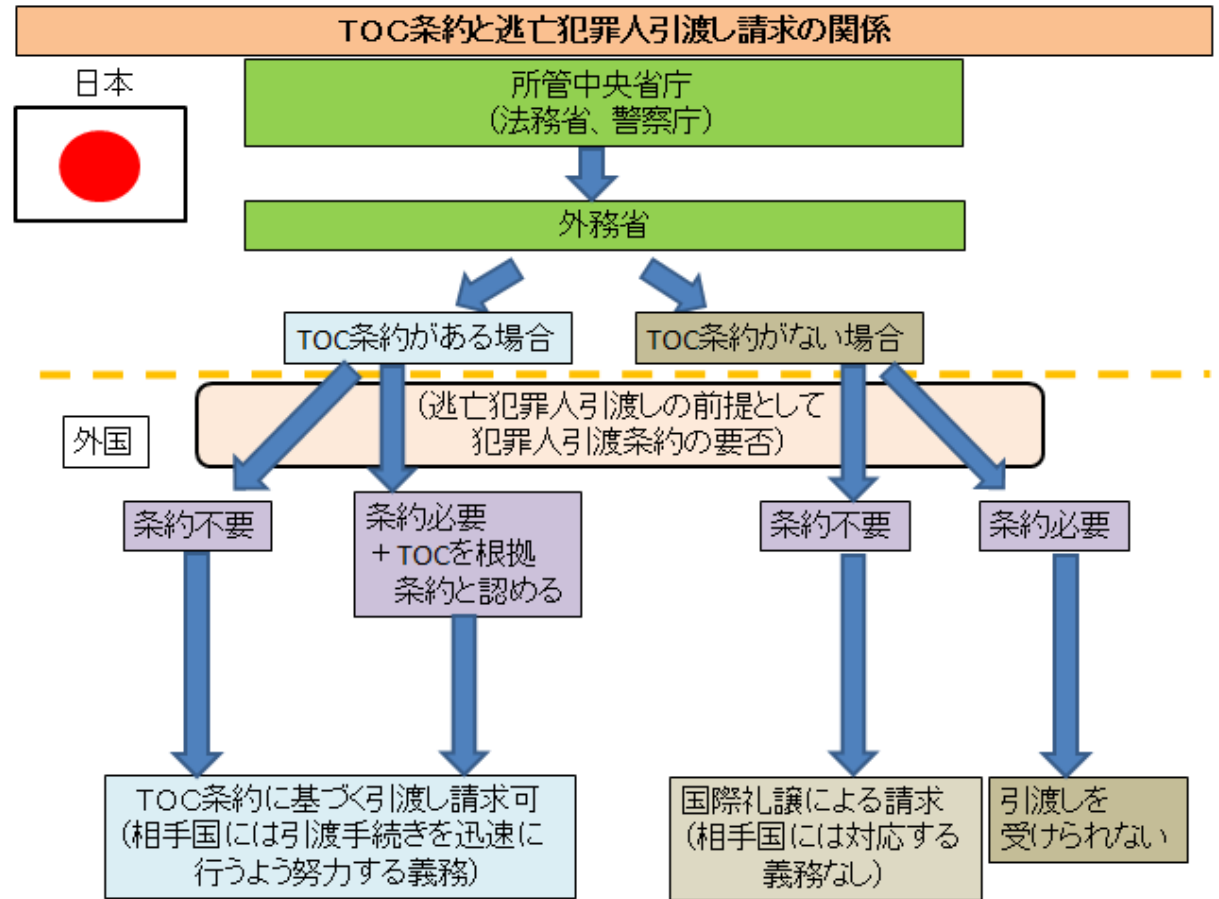 TOC条約と逃亡犯罪人引渡し請求の関係
日本
所管中央省庁
(法務省、警察庁)
外務省
TOC条約がある場合
TOC条約がない場合
(逃亡犯罪人引渡しの前提として
犯罪人引渡条約の要否)
外国
条約不要
条約必要
+TOCを根拠
条約と認める
条約不要
条約必要
TOC条約に基づく引渡し請求可
(相手国には引渡手続きを迅速に
行うよう努力する義務)
国際礼譲による請求
(相手国には対応する
義務なし)
引渡しを
受けられない